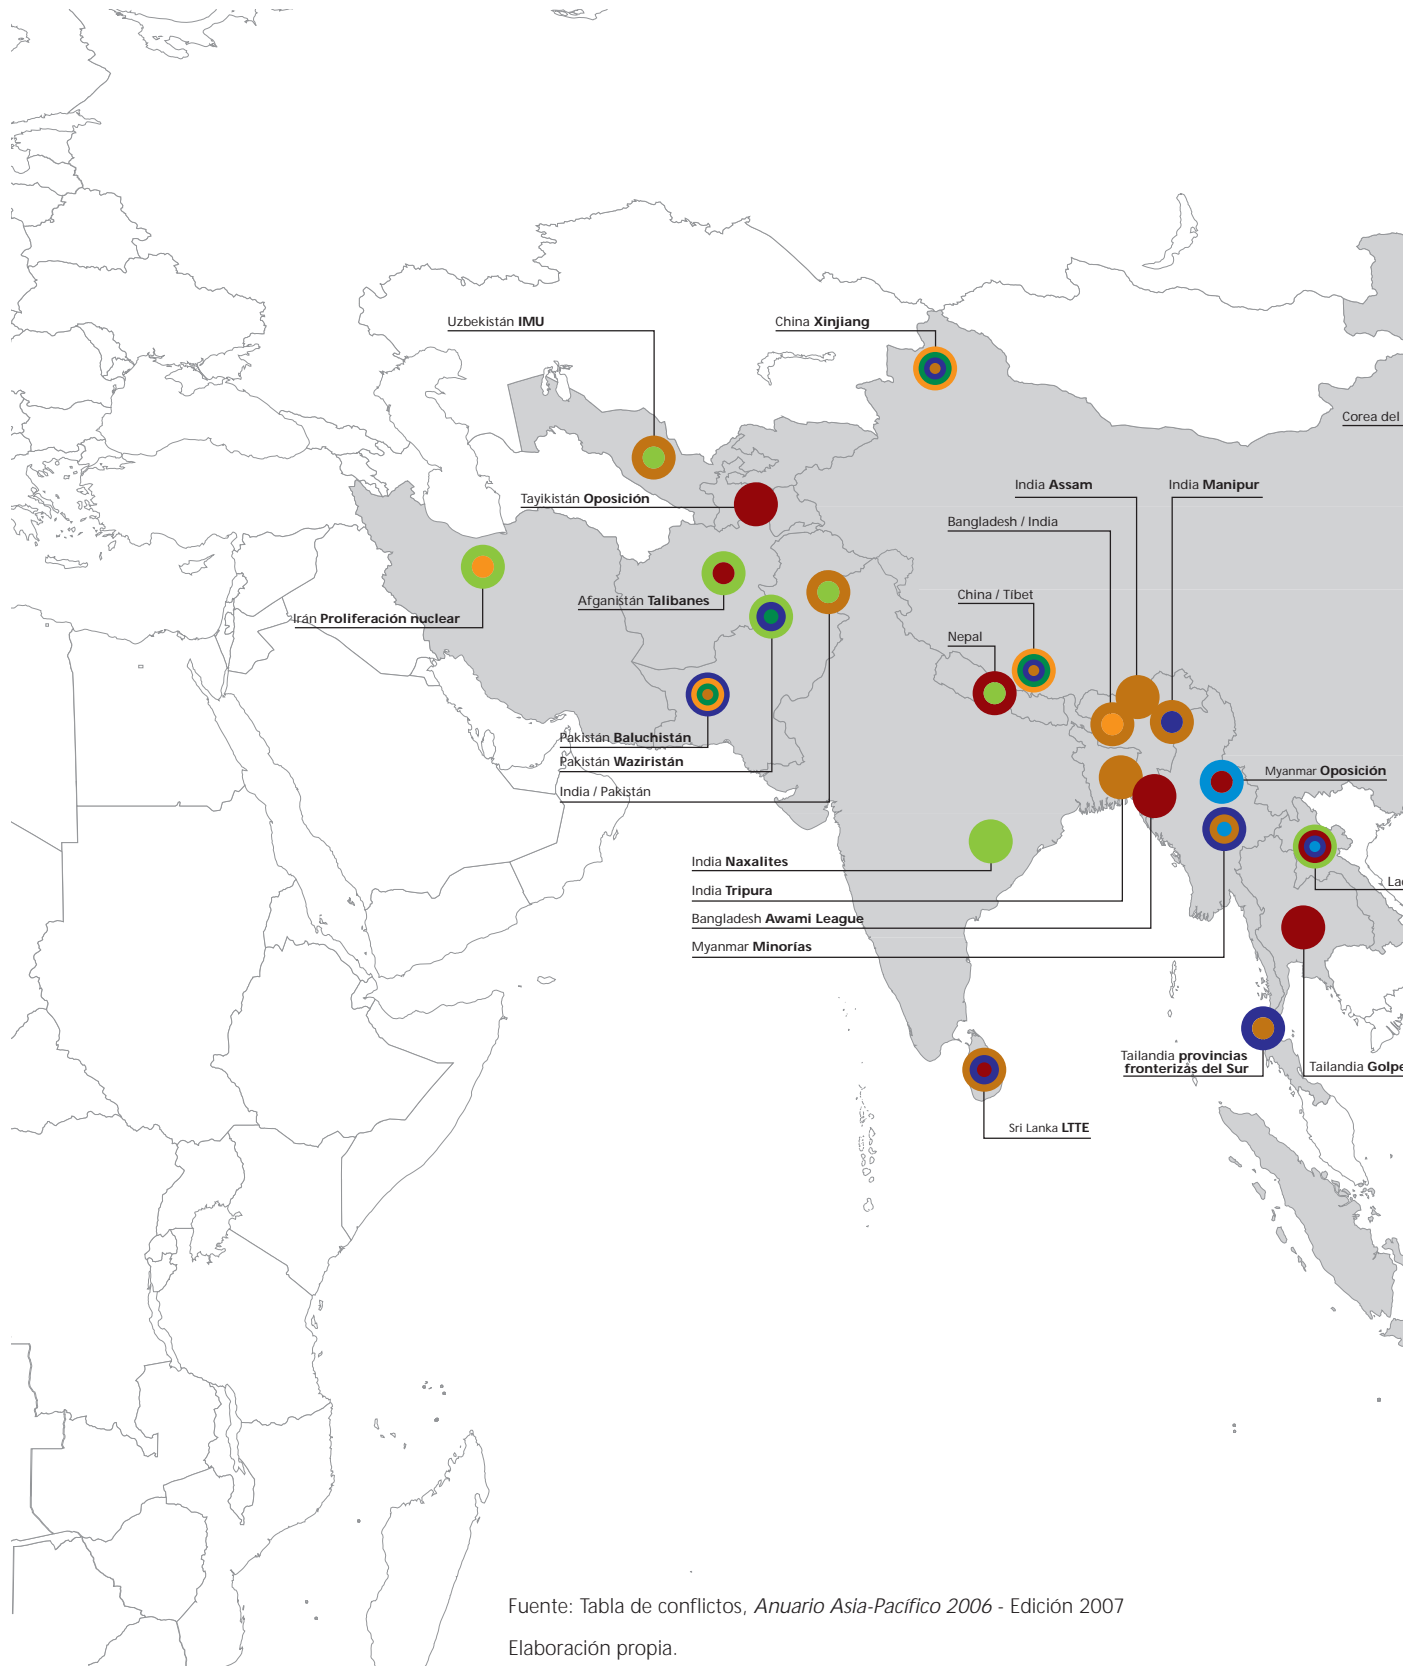 Uzbekistán IMU
China Xinjiang
Corea del
Tayikistán Oposición
India Assam
India Manipur
Bangladesh / India
Afganistán Talibanes
China / Tíbet
Irán Proliferación nuclear
Nepal
Pakistán Baluchistán
Pakistán Waziristán
India / Pakistán
Myanmar Oposición
India Naxalites
India Tripura
Bangladesh Awami League
Myanmar Minorías
Tailandia provincias
fronterizas del Sur
Tailandia Golpe
Sri Lanka LTTE
Fuente: Tabla de conflictos, Anuario Asia-Pacífico 2006 - Edición 2007
Elaboración propia.